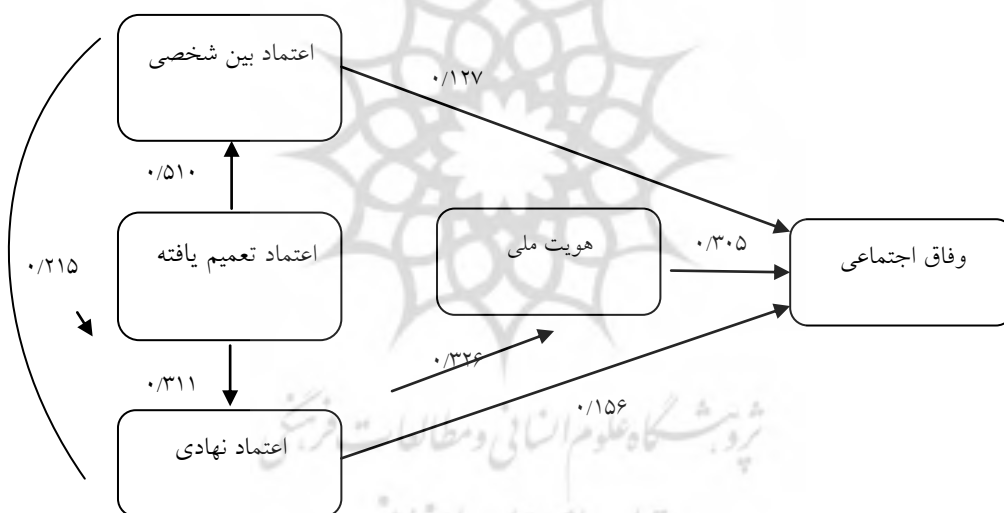 اعتماد بین شخصی
۰/۱۲۷
۰/۵۱۰
اعتماد تعمیم یافته
هویت ملی
۰/۳۰۵
وفاق اجتماعی
۰/۲۱۵
۰/۳۲۶
۰/۳۱۱
۰/۱۵۶
اعتماد نهادی
پژوهشگاه علوم انسانی و مطالعات فرهنگی